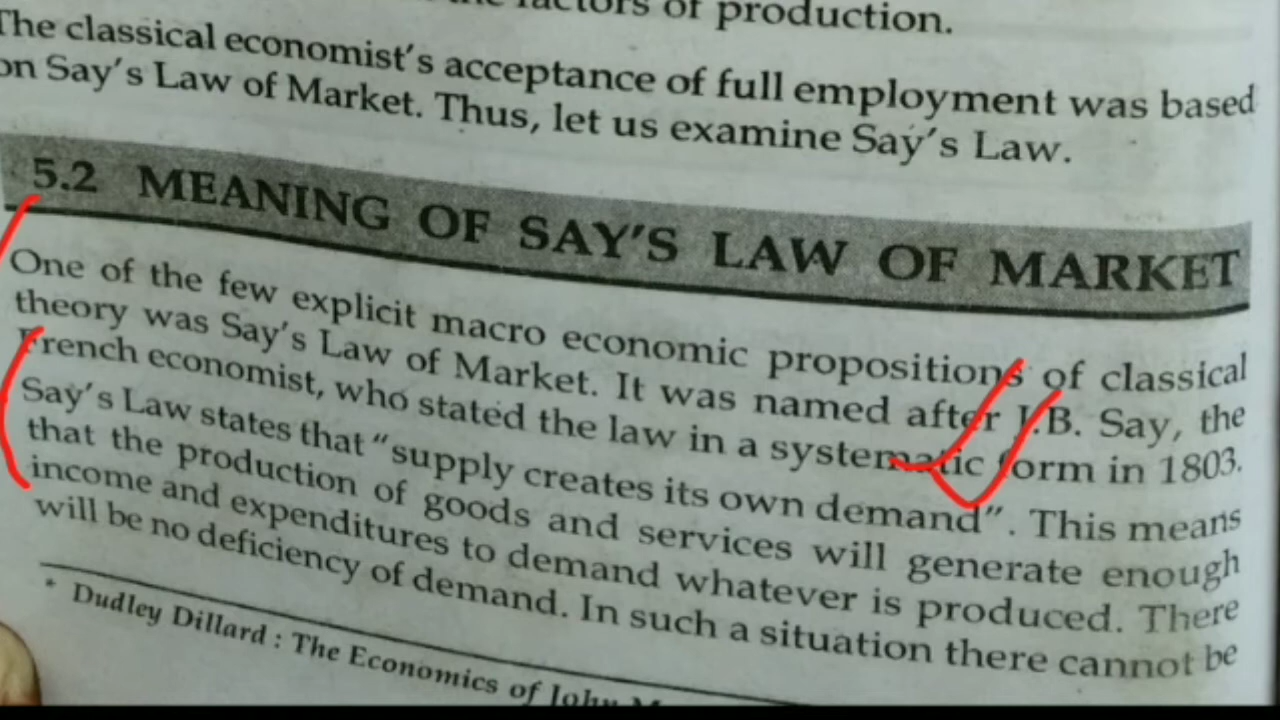 factors of production.
The classical economist's acceptance of full employment was based
on Say's Law of Market. Thus, let us examine Say's Law.
5.2 MEANING OF SAY'S LAW OF MARKET
One of the few explicit macro economic propositions of classical
theory was Say's Law of Market. It was named after J.B. Say, the
French economist, who stated the law in a systematic form in 1803.
Say's Law states that "supply creates its own demand". This means
that the production of goods and services will generate enough
income and expenditures to demand whatever is produced. There
will be no deficiency of demand. In such a situation there cannot be
* Dudley Dillard : The Economics of John